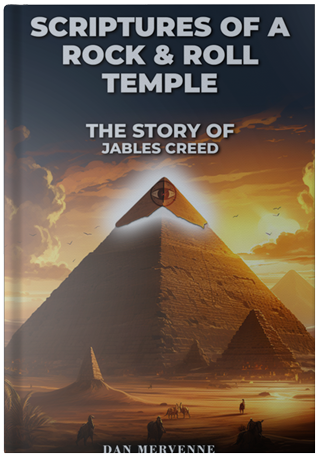 SCRIPTURES OF A
ROCK & ROLL
TEMPLE
THE STORY OF
JABLES CREED
DAN MERVENNE